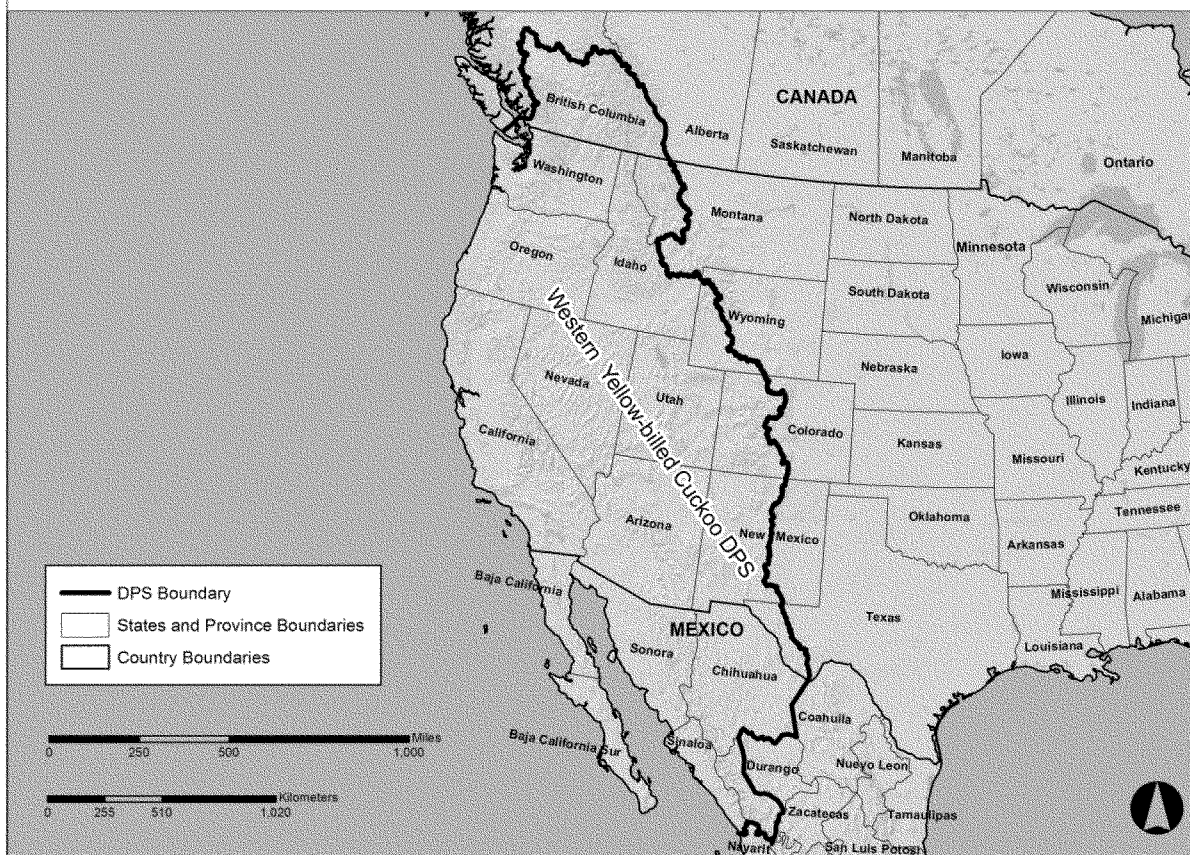 CANADA
British Columbia
Alberta
Saskatchewan
Manitoba
Ontario
Washington
Montana
North Dakota
Minnesota
Oregon
Idaho
Wisconsin
South Dakota
Michigan
Wyoming
Western Yellow-billed Cuckoo DPS
Iowa
Nebraska
Nevada
Utah
Illinois
Indiana
Colorado
Kansas
California
Missouri
Kentucky
Tennessee
Oklahoma
Arizona
New Mexico
Arkansas
Mississippi
Alabama
Baja California
Texas
MEXICO
Louisiana
Sonora
Chihuahua
Coahuila
Baja California Sur
Sinaloa
Durango
Nueyo Leon
Zacatecas
Tamaulipas
Nayarit
San Luis Potosi
DPS Boundary
States and Province Boundaries
Country Boundaries
Miles
0 250 500 1,000
Kilometers
0 255 510 1,020